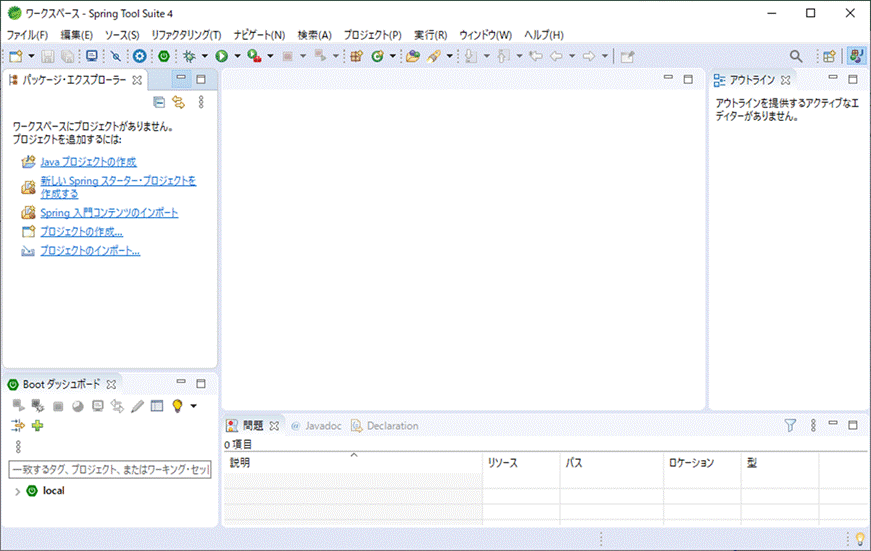 ワークスペース - Spring Tool Suite 4
ファイル(F) 編集(E) ソース(S) リファクタリング(T) ナビゲート(N) 検索(A) プロジェクト(P) 実行(R) ウィンドウ(W) ヘルプ(H)
パッケージ・エクスプローラー
ワークスペースにプロジェクトがありません。
プロジェクトを追加するには:
Java プロジェクトの作成
新しい Spring スターター・プロジェクトを
作成する
Spring 入門コンテンツのインポート
プロジェクトの作成...
プロジェクトのインポート...
アウトライン
アウトラインを提供するアクティブなエ
ディターがありません。
Boot ダッシュボード
一致するタグ、プロジェクト、またはワーキング・セッ
local
問題 @ Javadoc Declaration
0 項目
説明 リソース パス ロケーション 型